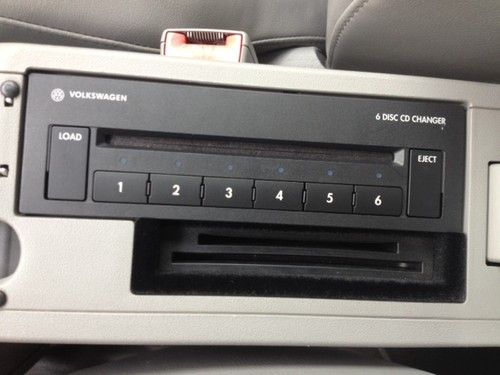 VOLKSWAGEN
6 DISC CD CHANGER
LOAD
EJECT
1 2 3 4 5 6